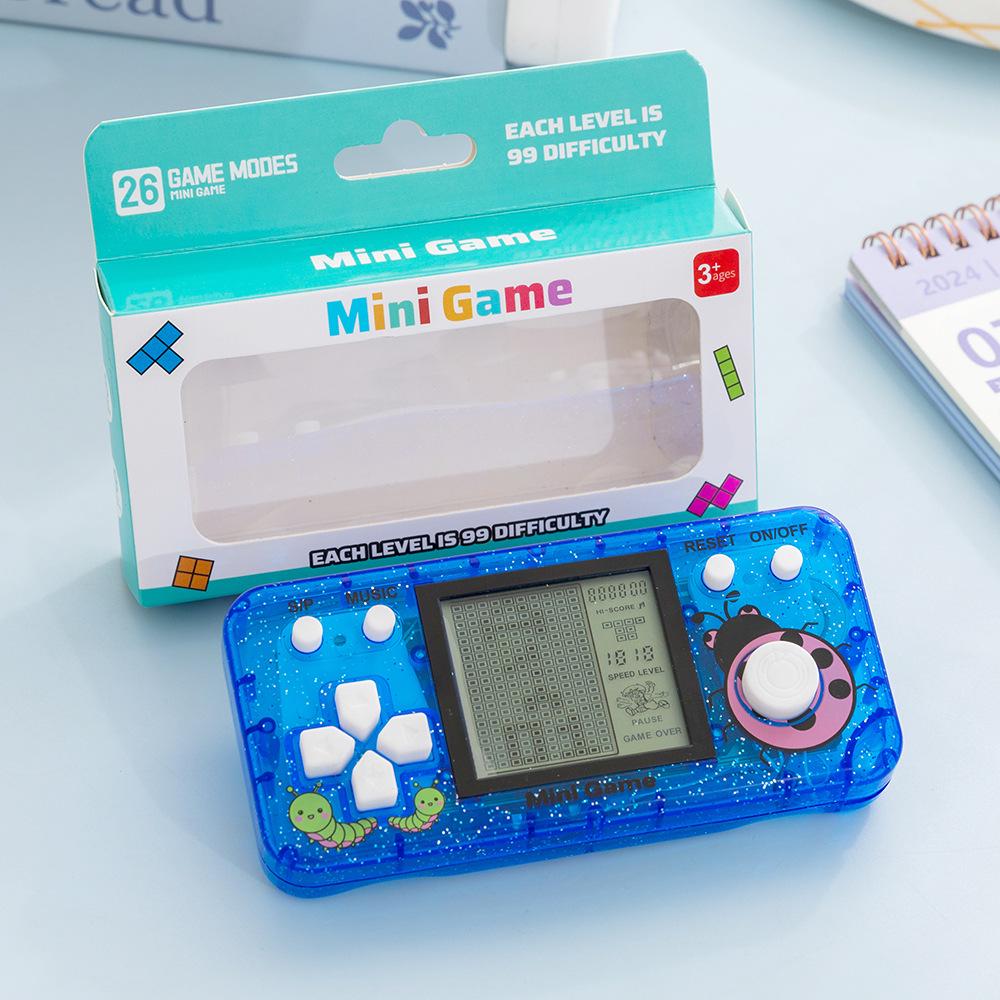 26 GAME MODES
MINI GAME
EACH LEVEL IS
99 DIFFICULTY
Mini Game
Mini Game
3+
ages
EACH LEVEL IS 99 DIFFICULTY
2024
S/P
MUSIC
RESET
ON/OFF
HI-SCORE
SPEED LEVEL
PAUSE
GAME OVER
Mini Game